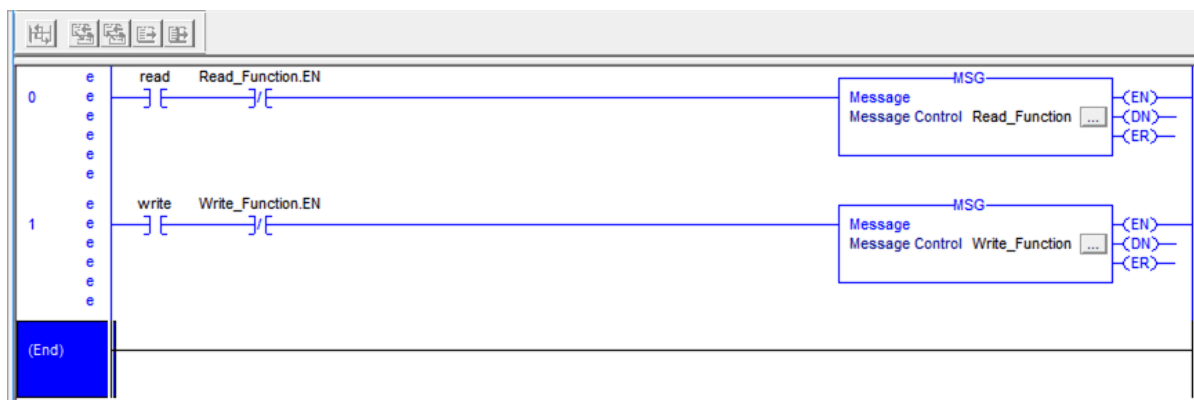 e read Read_Function.EN MSG
0 e Message (EN)
e Message Control Read_Function ... (DN)
e (ER)
e
e
e write Write_Function.EN MSG
1 e Message (EN)
e Message Control Write_Function ... (DN)
e (ER)
e
e
(End)